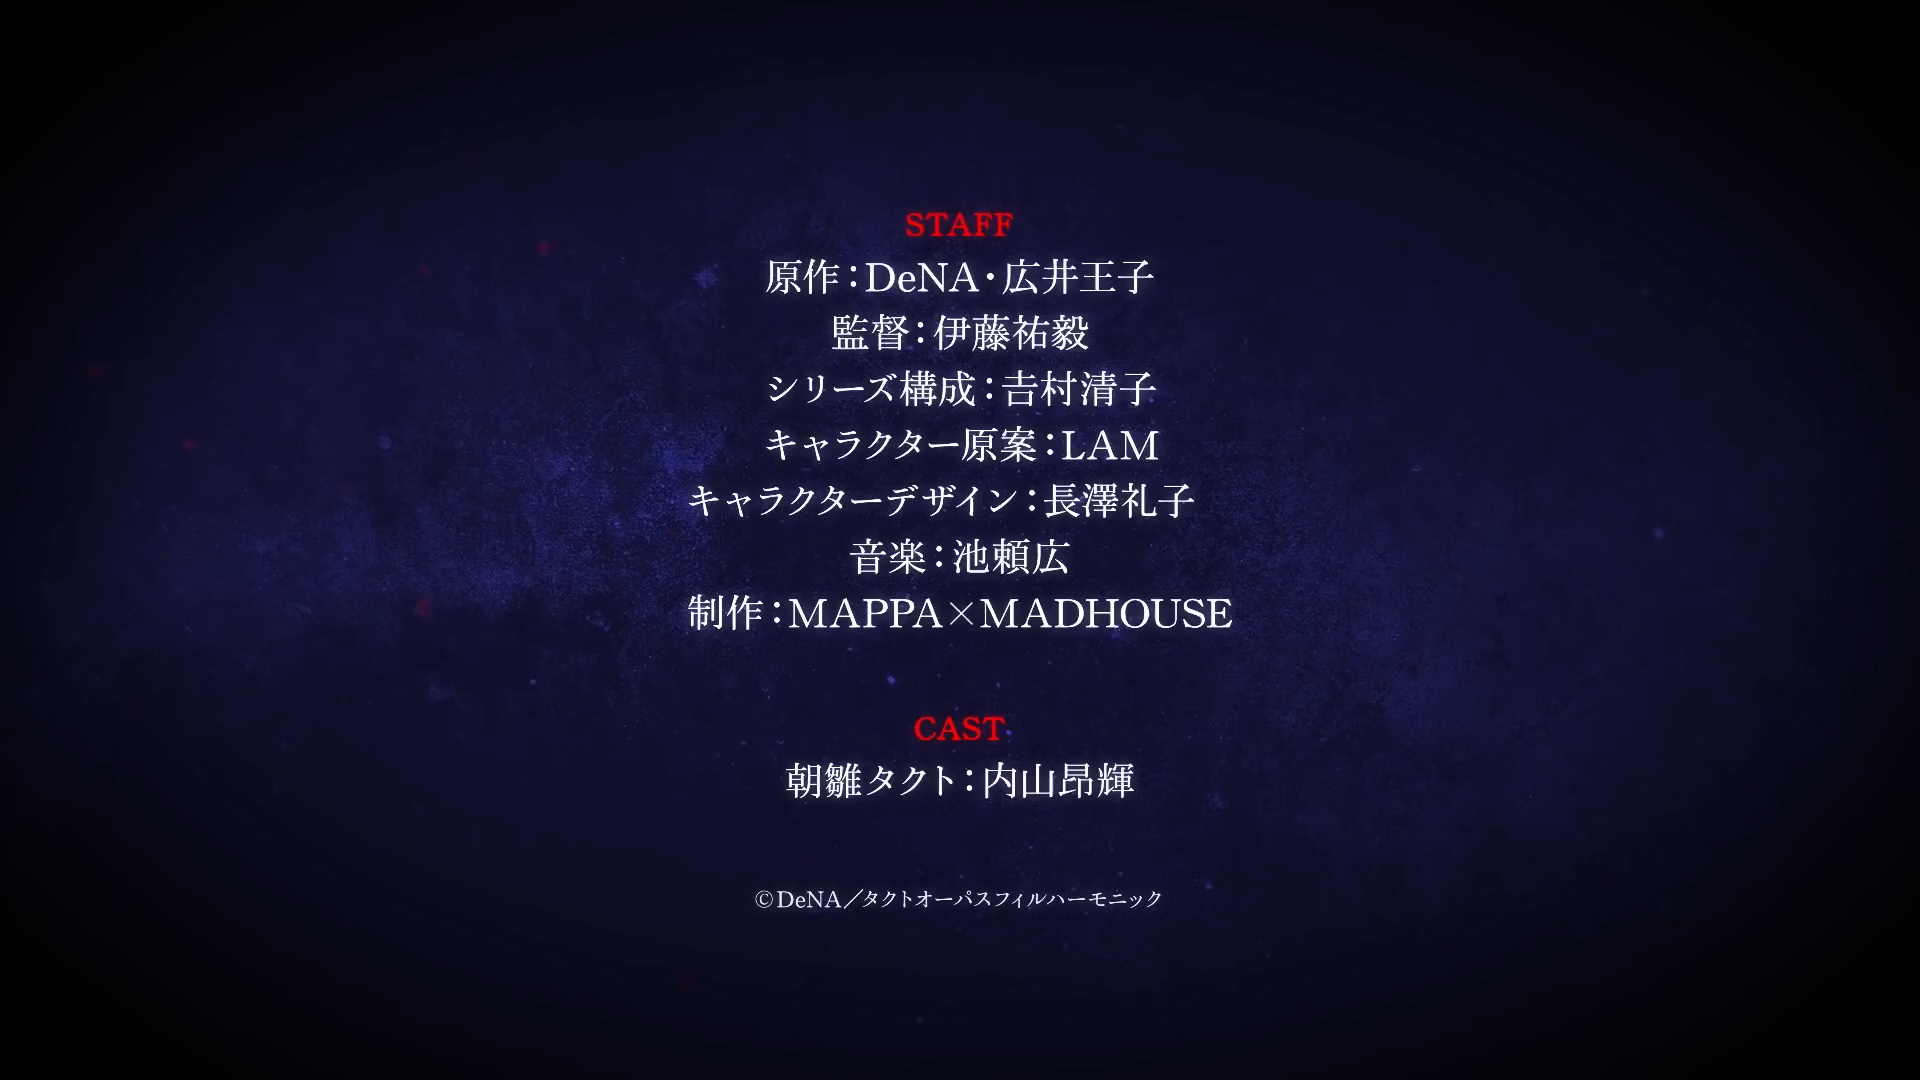 STAFF
原作：DeNA・広井王子
監督：伊藤祐毅
シリーズ構成：吉村清子
キャラクター原案：LAM
キャラクターデザイン：長澤礼子
音楽：池頼広
制作：MAPPA×MADHOUSE
CAST
朝雛タクト：内山昂輝
©DeNA／タクトオーパスフィルハーモニック